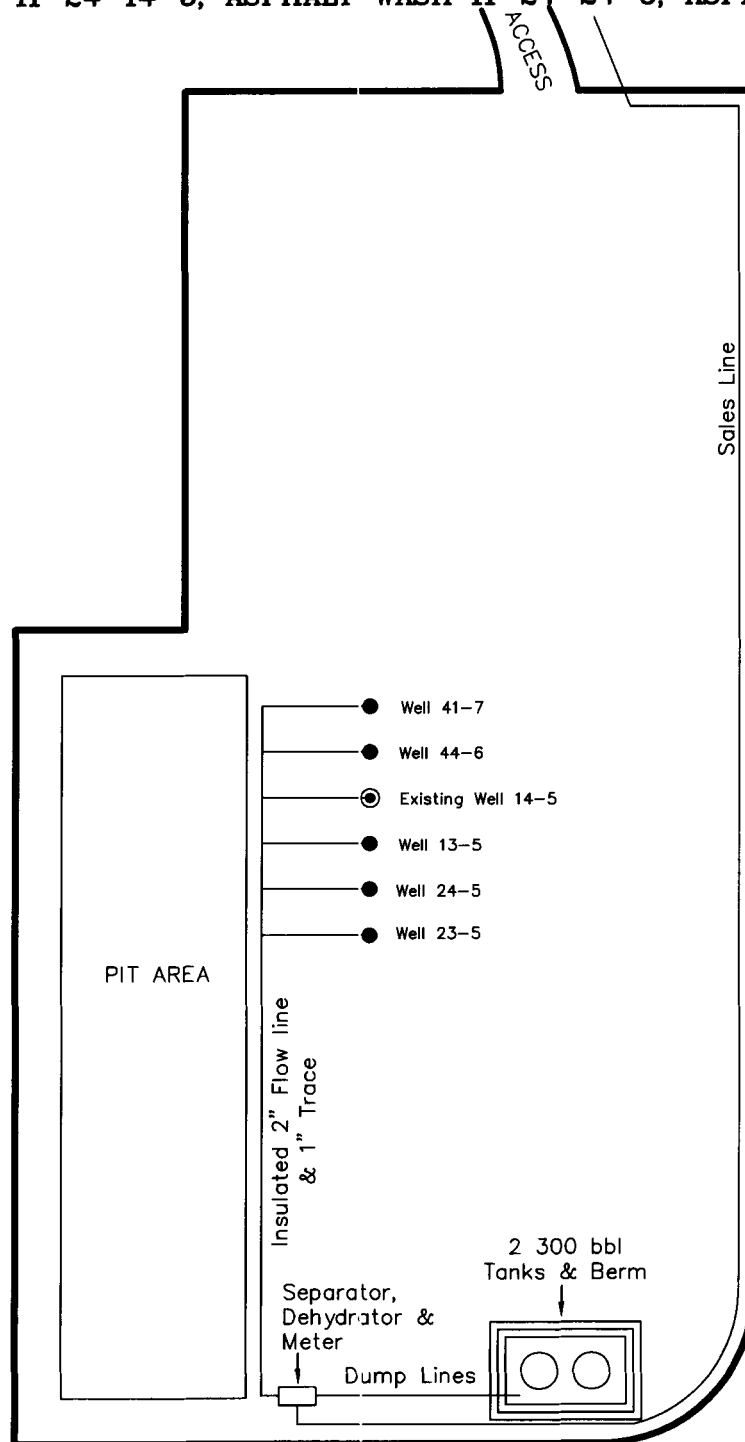 ACCESS
Sales Line
Well 41-7
Well 44-6
Existing Well 14-5
Well 13-5
Well 24-5
Well 23-5
PIT AREA
Insulated 2" Flow line
& 1" Trace
2 300 bbl
Tanks & Berm
Separator,
Dehydrator &
Meter
Dump Lines